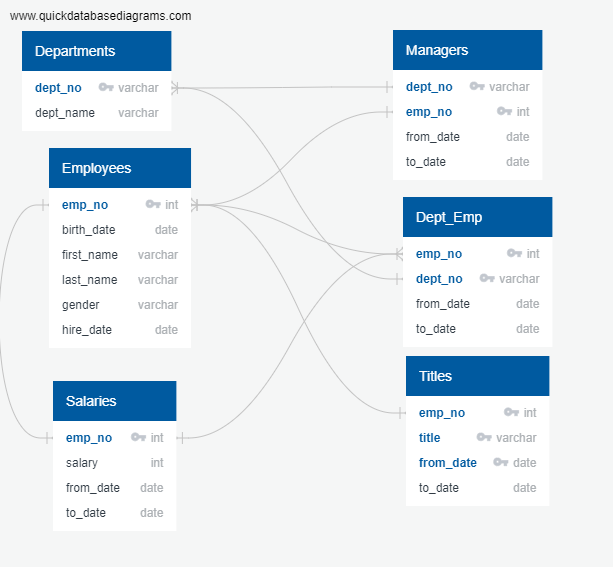 www.quickdatabasediagrams.com
Departments
dept_no varchar
dept_name varchar
Employees
emp_no int
birth_date date
first_name varchar
last_name varchar
gender varchar
hire_date date
Salaries
emp_no int
salary int
from_date date
to_date date
Managers
dept_no varchar
emp_no int
from_date date
to_date date
Dept_Emp
emp_no int
dept_no varchar
from_date date
to_date date
Titles
emp_no int
title varchar
from_date date
to_date date